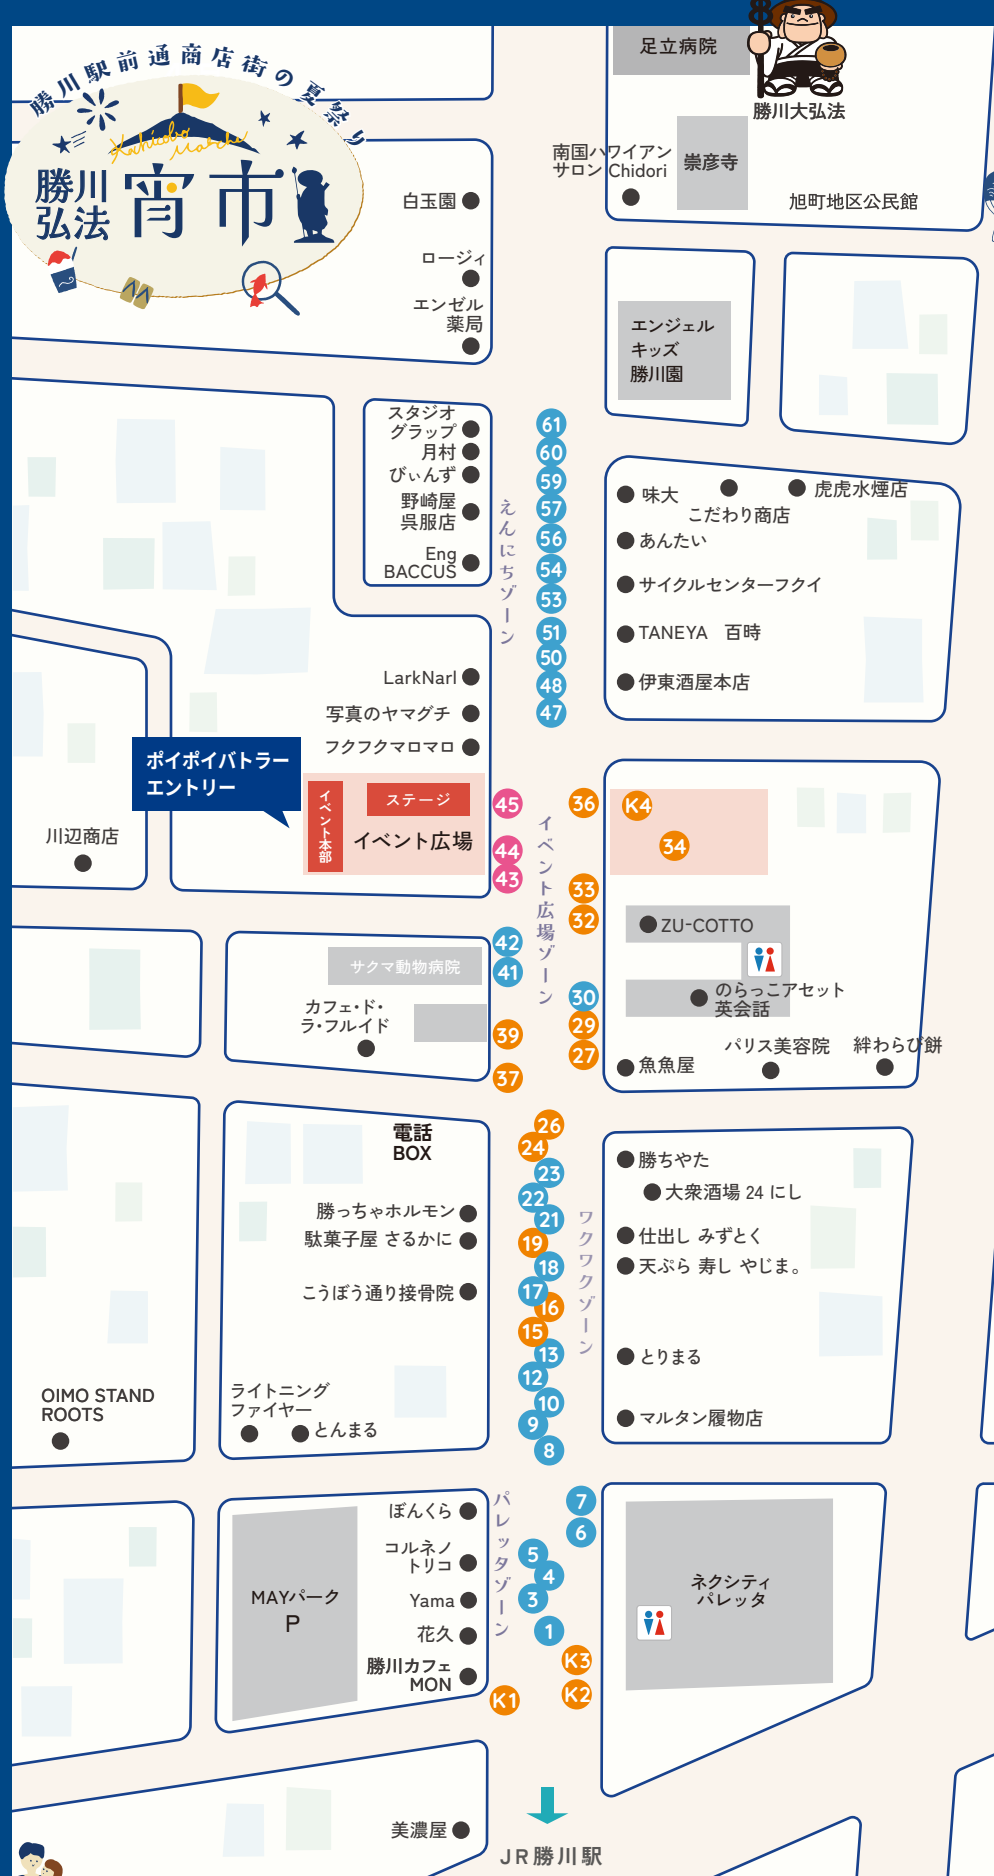 勝川駅前通商店街の夏祭り
Kachicobo
Marche
勝川
弘法
宵市
足立病院
勝川大弘法
南国ハワイアン
サロン Chidori
崇彦寺
旭町地区公民館
白玉園
ロージィ
エンゼル
薬局
エンジェル
キッズ
勝川園
スタジオ
グラップ
月村
びぃんず
野崎屋
呉服店
Eng
BACCUS
えんにちゾーン
61
60
59
57
56
54
53
51
50
48
47
味大
こだわり商店
虎虎水煙店
あんたい
サイクルセンターフクイ
TANEYA 百時
伊東酒屋本店
LarkNarl
写真のヤマグチ
フクフクマロマロ
ポイポイバトラー
エントリー
イベント本部
ステージ
イベント広場
川辺商店
45
44
43
イベント広場ゾーン
36
K4
34
33
32
ZU-COTTO
のらっこアセット
英会話
42
41
サクマ動物病院
カフェ・ド・
ラ・フルイド
39
37
30
29
27
魚魚屋
パリス美容院
絆わらび餅
電話
BOX
26
24
23
22
21
19
18
17
16
15
13
12
10
9
8
ワクワクゾーン
勝ちやた
大衆酒場 24 にし
仕出し みずとく
天ぷら 寿し やじま。
とりまる
マルタン履物店
勝っちゃホルモン
駄菓子屋 さるかに
こうぼう通り接骨院
OIMO STAND
ROOTS
ライトニング
ファイヤー
とんまる
パレッタゾーン
7
6
5
4
3
1
K3
K2
K1
ぼんくら
コルネノ
トリコ
Yama
花久
勝川カフェ
MON
MAYパーク
P
ネクシティ
パレッタ
美濃屋
JR勝川駅